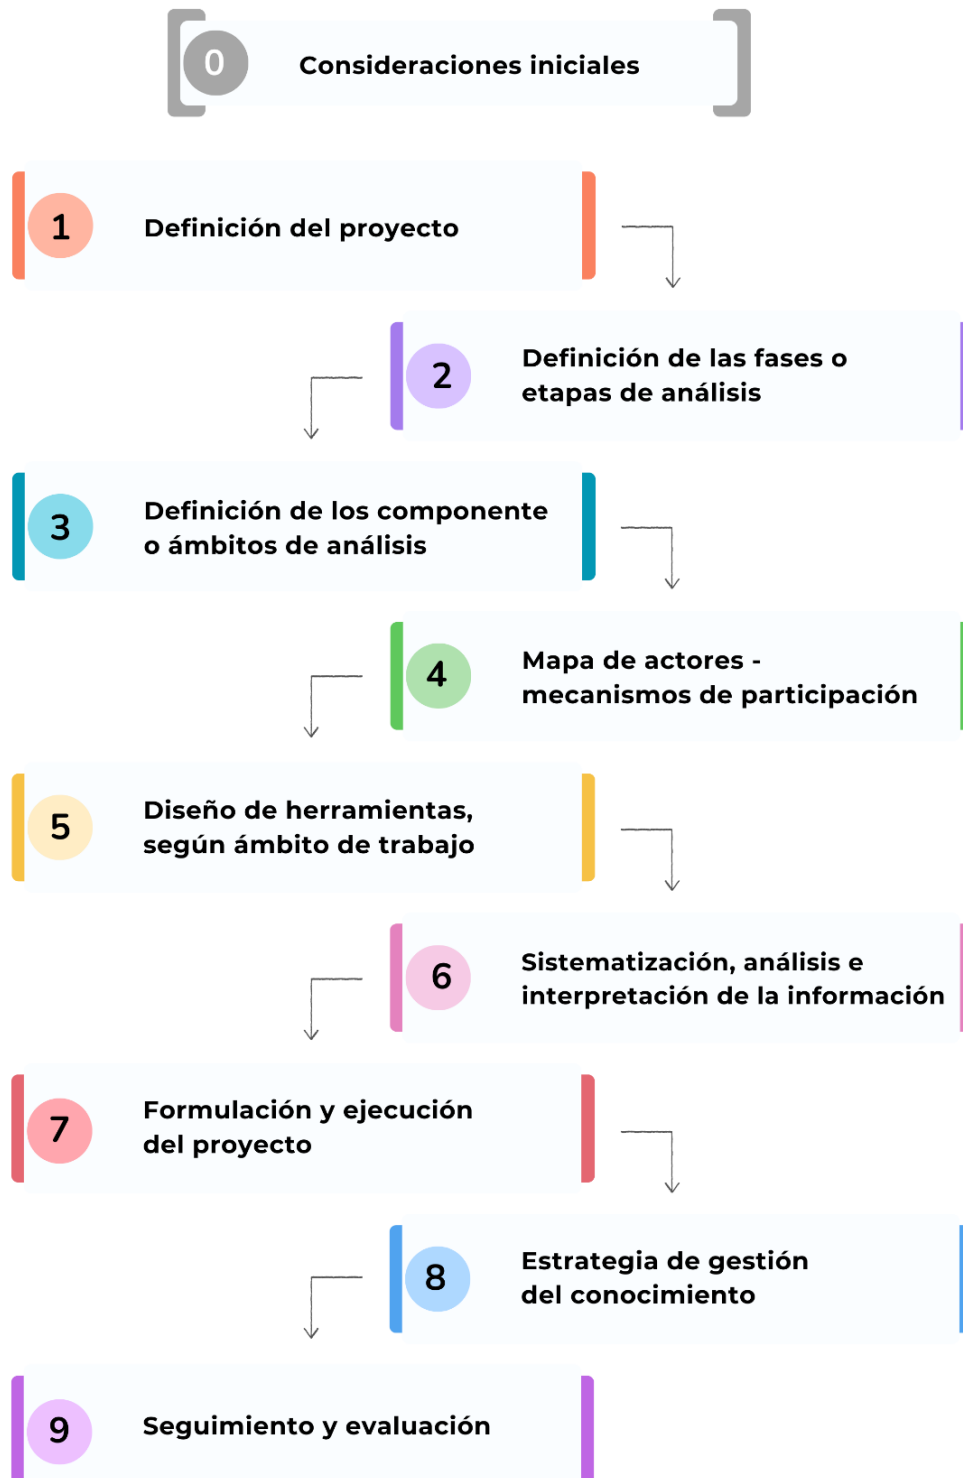 0
Consideraciones iniciales
1
Definición del proyecto
2
Definición de las fases o
etapas de análisis
3
Definición de los componente
o ámbitos de análisis
4
Mapa de actores -
mecanismos de participación
5
Diseño de herramientas,
según ámbito de trabajo
6
Sistematización, análisis e
interpretación de la información
7
Formulación y ejecución
del proyecto
8
Estrategia de gestión
del conocimiento
9
Seguimiento y evaluación